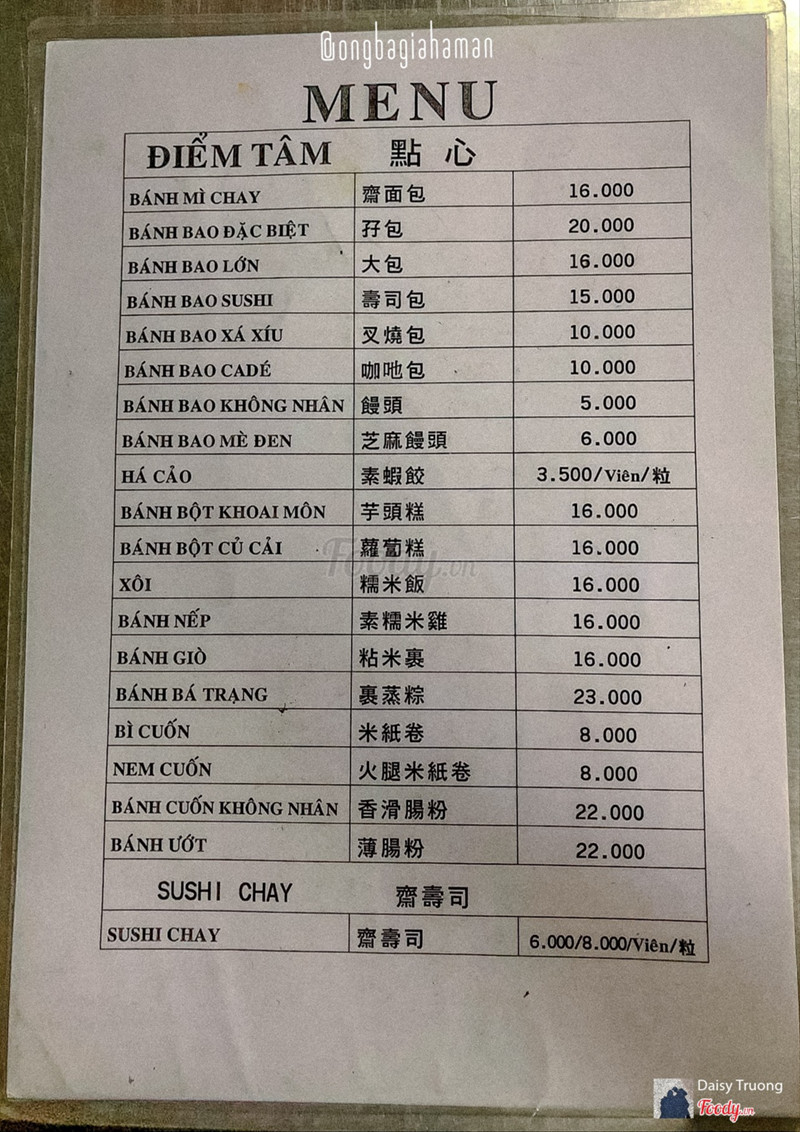 @ongbagiahaman
MENU
ĐIỂM TÂM 點心
BÁNH MÌ CHAY 齋面包 16.000
BÁNH BAO ĐẶC BIỆT 孖包 20.000
BÁNH BAO LỚN 大包 16.000
BÁNH BAO SUSHI 壽司包 15.000
BÁNH BAO XÁ XÍU 叉燒包 10.000
BÁNH BAO CADÉ 咖吔包 10.000
BÁNH BAO KHÔNG NHÂN 饅頭 5.000
BÁNH BAO MÈ ĐEN 芝麻饅頭 6.000
HÁ CẢO 素蝦餃 3.500/Viên/粒
BÁNH BỘT KHOAI MÔN 芋頭糕 16.000
BÁNH BỘT CỦ CẢI 蘿蔔糕 16.000
XÔI 糯米飯 16.000
BÁNH NẾP 素糯米雞 16.000
BÁNH GIÒ 粘米裹 16.000
BÁNH BÁ TRẠNG 裹蒸粽 23.000
BÌ CUỐN 米紙卷 8.000
NEM CUỐN 火腿米紙卷 8.000
BÁNH CUỐN KHÔNG NHÂN 香滑腸粉 22.000
BÁNH ƯỚT 薄腸粉 22.000
SUSHI CHAY 齋壽司
SUSHI CHAY 齋壽司 6.000/8.000/Viên/粒
Foody.vn
Daisy Truong
Foody.vn